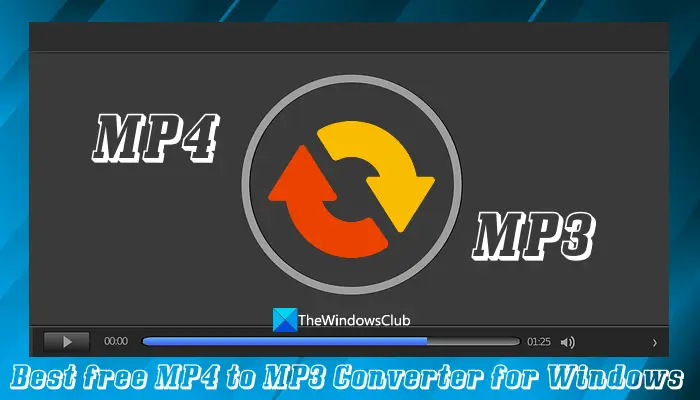 MP4
MP3
TheWindowsClub
00:00
01:25
Best free MP4 to MP3 Converter for Windows